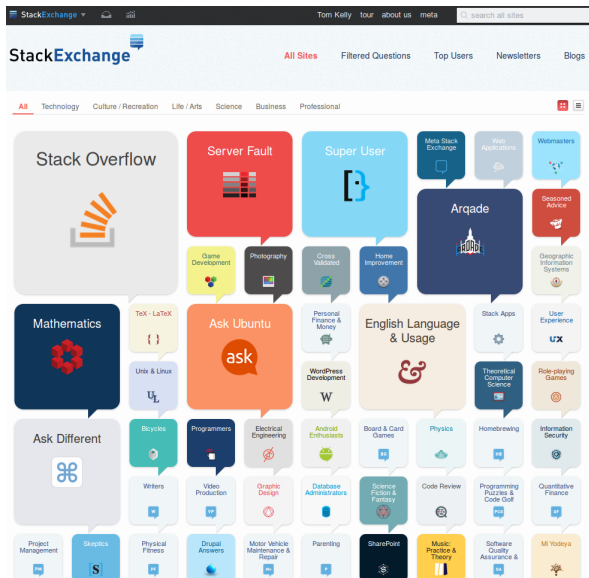 StackExchange
Tom Kelly tour about us meta
search all sites
StackExchange
All Sites Filtered Questions Top Users Newsletters Blogs
All Technology Culture / Recreation Life / Arts Science Business Professional
Stack Overflow
Server Fault
Super User
Meta Stack
Exchange
Web
Applications
Webmasters
Arqade
ARQADE
Seasoned
Advice
Game
Development
Photography
Cross
Validated
Home
Improvement
Geographic
Information
Systems
Mathematics
TeX - LaTeX
{ }
Ask Ubuntu
ask
Personal
Finance &
Money
English Language
& Usage
&
Stack Apps
User
Experience
UX
Unix & Linux
UL
WordPress
Development
W
Theoretical
Computer
Science
Role-playing
Games
Ask Different
Bicycles
Programmers
Electrical
Engineering
Android
Enthusiasts
Board & Card
Games
Physics
Homebrewing
Information
Security
Writers
Video
Production
Graphic
Design
Database
Administrators
Science
Fiction &
Fantasy
Code Review
Programming
Puzzles &
Code Golf
Quantitative
Finance
Project
Management
Skeptics
[S]
Physical
Fitness
Drupal
Answers
Motor Vehicle
Maintenance &
Repair
Parenting
SharePoint
Music:
Practice &
Theory
Software
Quality
Assurance &
Mi Yodeya